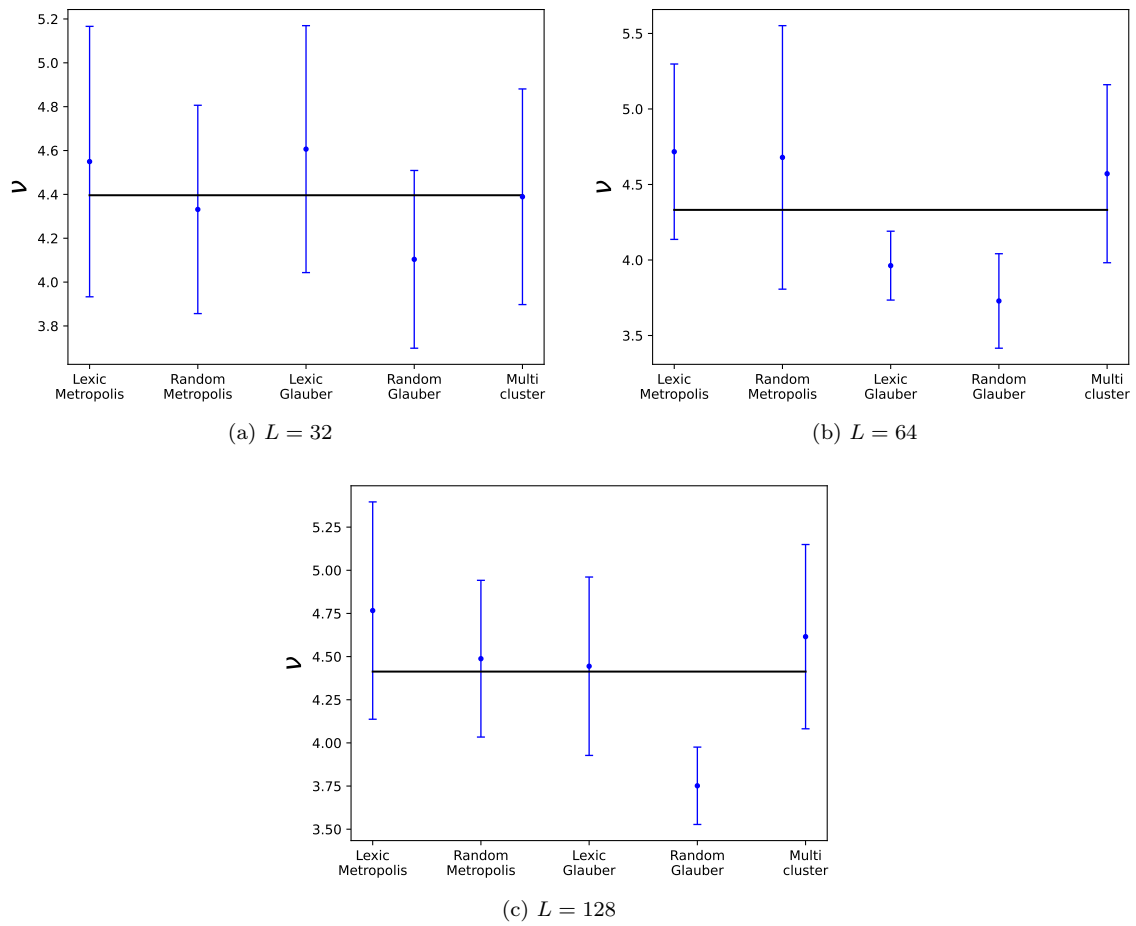 5.2
5.0
4.8
4.6
4.4
4.2
4.0
3.8
ν
Lexic Metropolis
Random Metropolis
Lexic Glauber
Random Glauber
Multi cluster
(a) L = 32
5.5
5.0
4.5
4.0
3.5
ν
Lexic Metropolis
Random Metropolis
Lexic Glauber
Random Glauber
Multi cluster
(b) L = 64
5.25
5.00
4.75
4.50
4.25
4.00
3.75
3.50
ν
Lexic Metropolis
Random Metropolis
Lexic Glauber
Random Glauber
Multi cluster
(c) L = 128